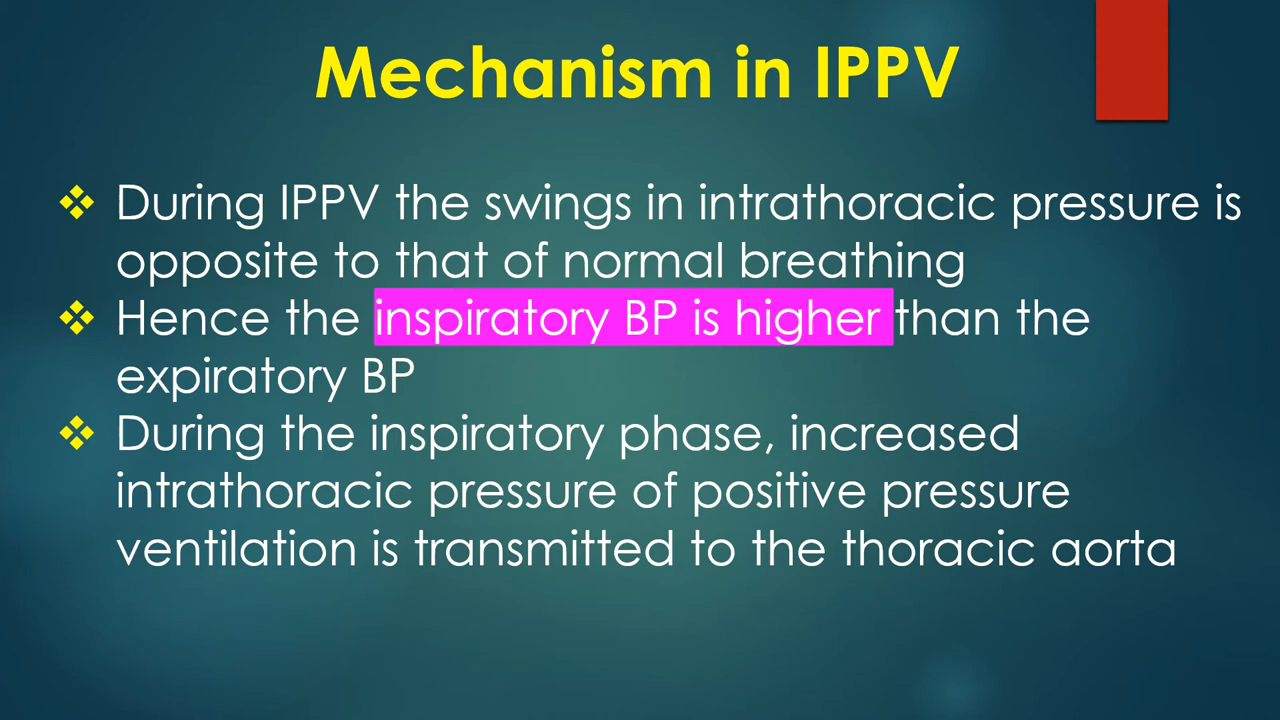 Mechanism in IPPV
❖ During IPPV the swings in intrathoracic pressure is
opposite to that of normal breathing
❖ Hence the inspiratory BP is higher than the
expiratory BP
❖ During the inspiratory phase, increased
intrathoracic pressure of positive pressure
ventilation is transmitted to the thoracic aorta